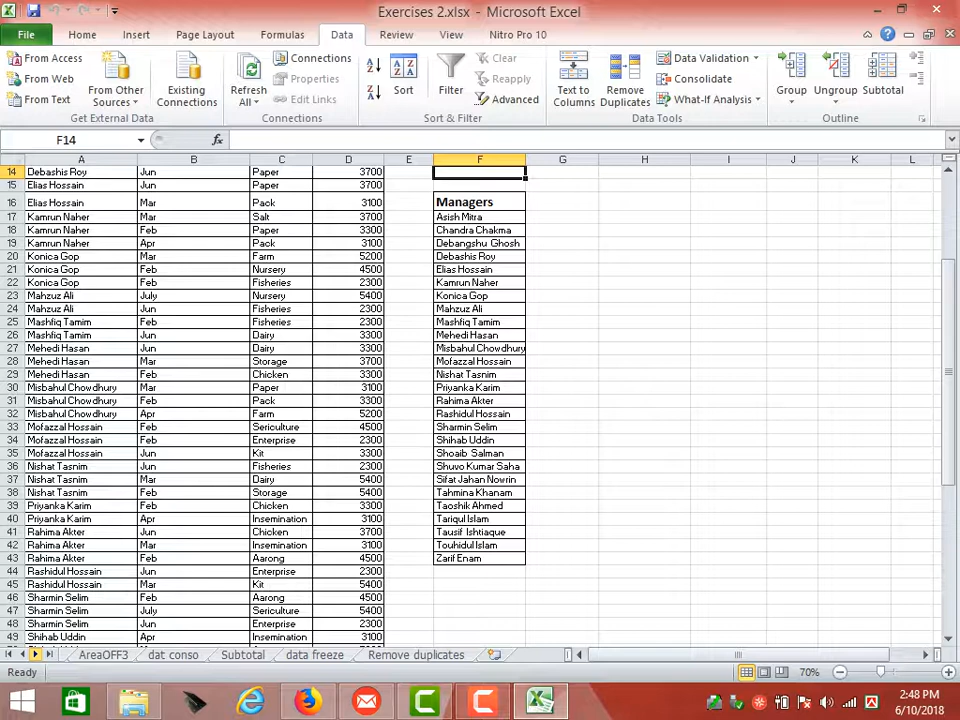 Exercises 2.xlsx - Microsoft Excel
File Home Insert Page Layout Formulas Data Review View Nitro Pro 10
From Access
From Web
From Text
From Other Sources
Existing Connections
Get External Data
Refresh All
Connections
Properties
Edit Links
Connections
Sort
Filter
Clear
Reapply
Advanced
Sort & Filter
Text to Columns
Remove Duplicates
Data Validation
Consolidate
What-If Analysis
Data Tools
Group
Ungroup
Subtotal
Outline
F14 fx
A B C D E F G H I J K L
14 Debashis Roy Jun Paper 3700
15 Elias Hossain Jun Paper 3700
16 Elias Hossain Mar Pack 3100 Managers
17 Kamrun Naher Mar Salt 3700 Asish Mitra
18 Kamrun Naher Feb Paper 3300 Chandra Chakma
19 Kamrun Naher Apr Pack 3100 Debangshu Ghosh
20 Konica Gop Mar Farm 5200 Debashis Roy
21 Konica Gop Feb Nursery 4500 Elias Hossain
22 Konica Gop Feb Fisheries 2300 Kamrun Naher
23 Mahzuz Ali July Nursery 5400 Konica Gop
24 Mahzuz Ali Jun Fisheries 2300 Mahzuz Ali
25 Mashfiq Tamim Feb Fisheries 2300 Mashfiq Tamim
26 Mashfiq Tamim Jun Dairy 3300 Mehedi Hasan
27 Mehedi Hasan Jun Dairy 3300 Misbahul Chowdhury
28 Mehedi Hasan Mar Storage 3700 Mofazzal Hossain
29 Mehedi Hasan Feb Chicken 3300 Nishat Tasnim
30 Misbahul Chowdhury Mar Paper 3100 Priyanka Karim
31 Misbahul Chowdhury Feb Pack 3300 Rahima Akter
32 Misbahul Chowdhury Apr Farm 5200 Rashidul Hossain
33 Mofazzal Hossain Feb Sericulture 4500 Sharmin Selim
34 Mofazzal Hossain Feb Enterprise 2300 Shihab Uddin
35 Mofazzal Hossain Jun Kit 3300 Shoaib Salman
36 Nishat Tasnim Jun Fisheries 2300 Shuvo Kumar Saha
37 Nishat Tasnim Mar Dairy 5400 Sifat Jahan Nowrin
38 Nishat Tasnim Feb Storage 5400 Tahmina Khanam
39 Priyanka Karim Feb Chicken 3300 Taoshik Ahmed
40 Priyanka Karim Apr Insemination 3100 Tariqul Islam
41 Rahima Akter Jun Chicken 3700 Tausif Ishtiaque
42 Rahima Akter Mar Insemination 3100 Touhidul Islam
43 Rahima Akter Feb Aarong 4500 Zarif Enam
44 Rashidul Hossain Jun Enterprise 2300
45 Rashidul Hossain Mar Kit 5400
46 Sharmin Selim Feb Aarong 4500
47 Sharmin Selim July Sericulture 5400
48 Sharmin Selim Jun Enterprise 2300
49 Shihab Uddin Apr Insemination 3100
AreaOFF3 dat conso Subtotal data freeze Remove duplicates
Ready 70%
2:48 PM
6/10/2018